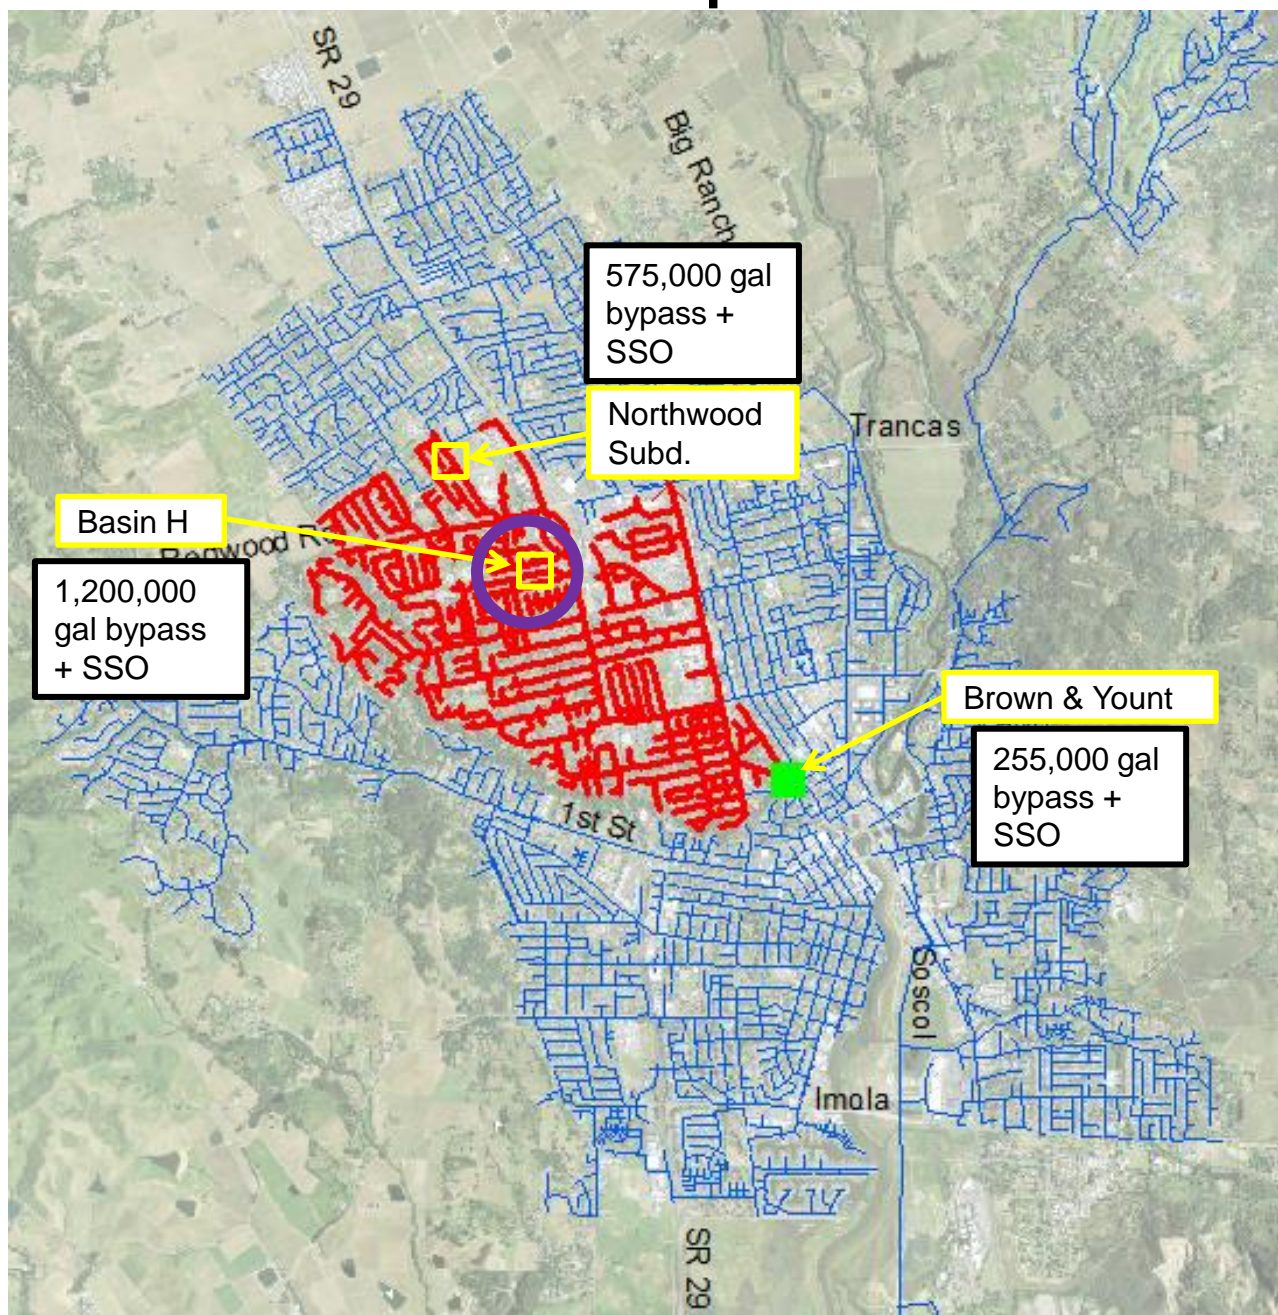 SR 29
Big Ranch
575,000 gal
bypass +
SSO
Northwood
Subd.
Trancas
Basin H
Redwood R
1,200,000
gal bypass
+ SSO
Brown & Yount
255,000 gal
bypass +
SSO
1st St
Soscol
Imola
SR 29